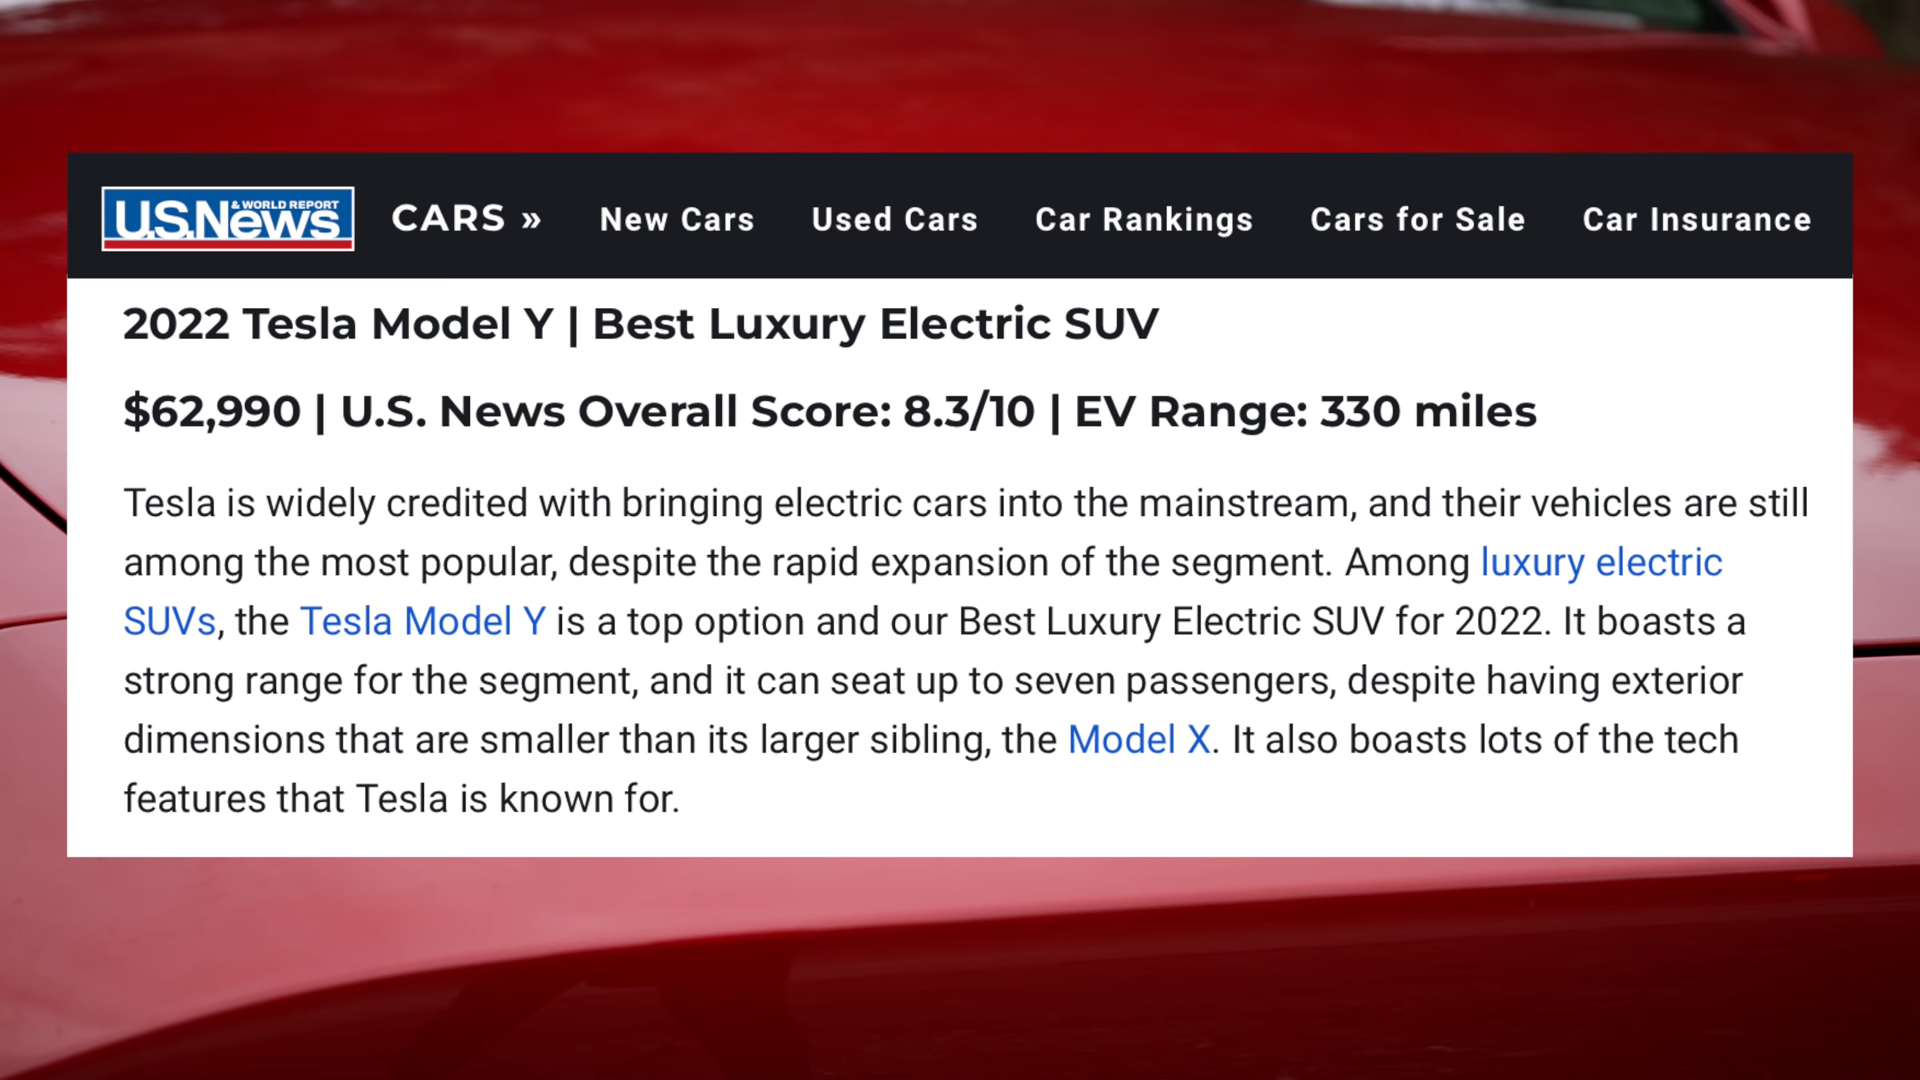 U.S.News & WORLD REPORT CARS » New Cars Used Cars Car Rankings Cars for Sale Car Insurance
2022 Tesla Model Y | Best Luxury Electric SUV
$62,990 | U.S. News Overall Score: 8.3/10 | EV Range: 330 miles
Tesla is widely credited with bringing electric cars into the mainstream, and their vehicles are still
among the most popular, despite the rapid expansion of the segment. Among luxury electric
SUVs, the Tesla Model Y is a top option and our Best Luxury Electric SUV for 2022. It boasts a
strong range for the segment, and it can seat up to seven passengers, despite having exterior
dimensions that are smaller than its larger sibling, the Model X. It also boasts lots of the tech
features that Tesla is known for.